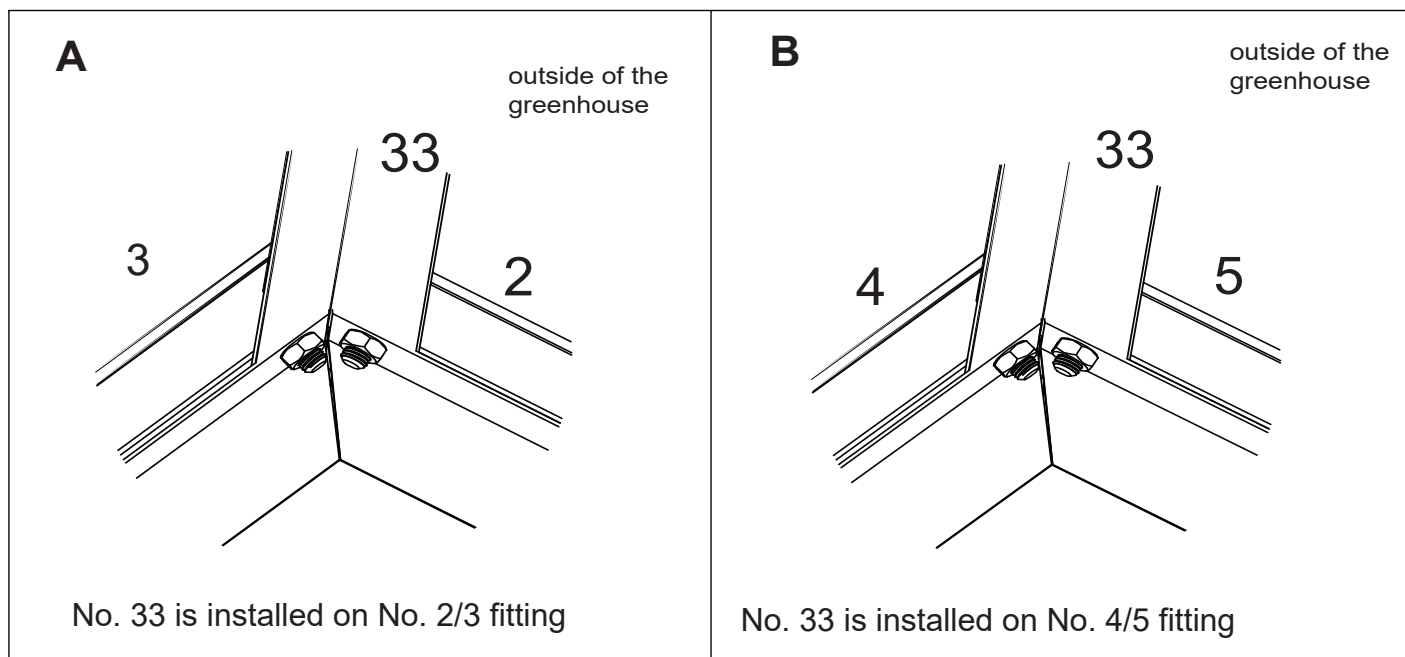 A
outside of the
greenhouse
33
3
2
No. 33 is installed on No. 2/3 fitting
B
outside of the
greenhouse
33
4
5
No. 33 is installed on No. 4/5 fitting